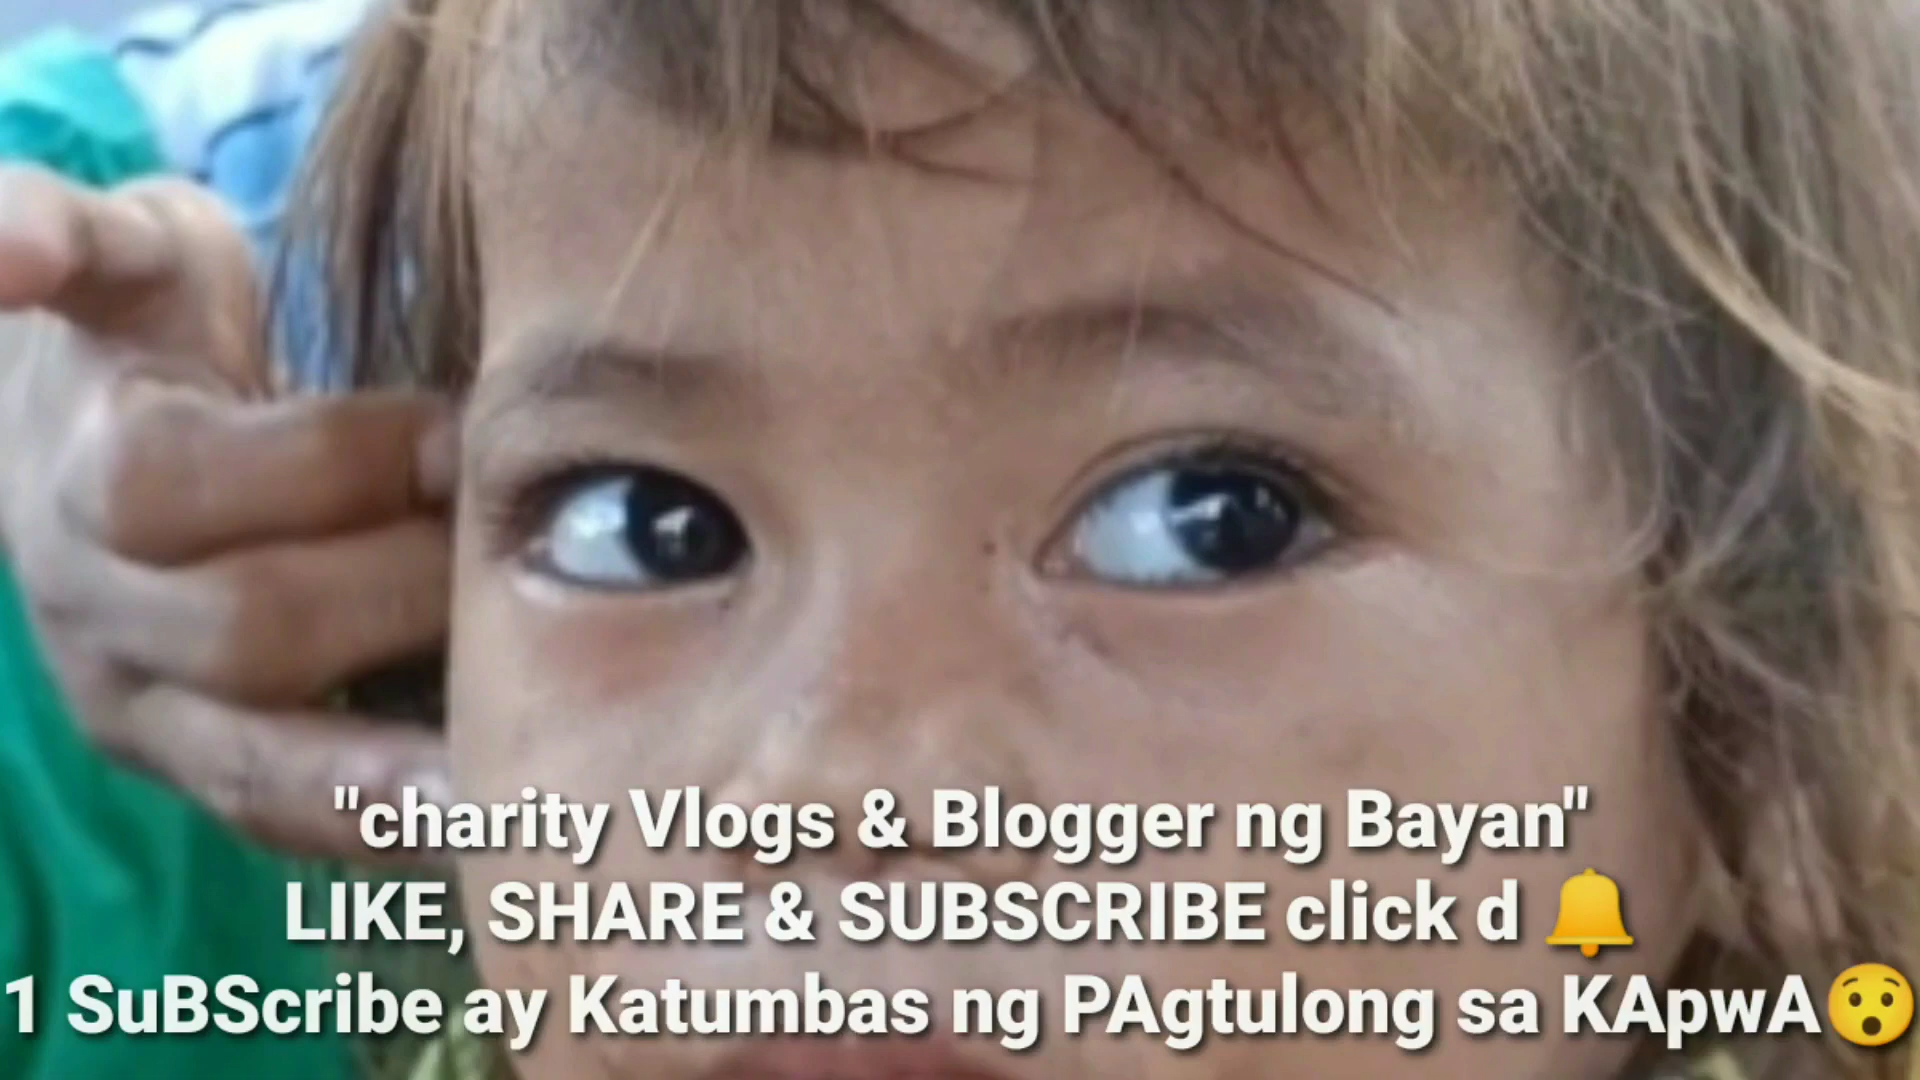 "charity Vlogs & Blogger ng Bayan"
LIKE, SHARE & SUBSCRIBE click d 🔔
1 SuBScribe ay Katumbas ng PAgtulong sa KApwA😯